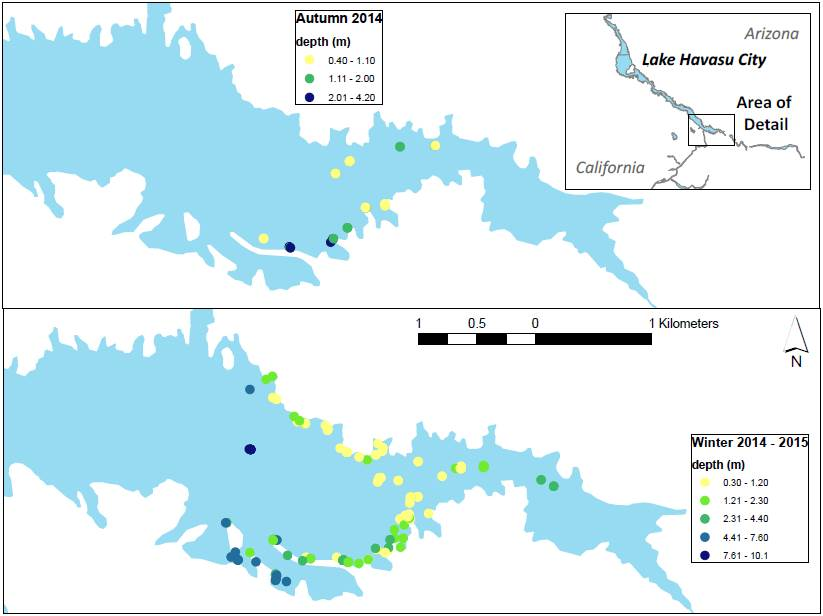 Autumn 2014
depth (m)
0.40 - 1.10
1.11 - 2.00
2.01 - 4.20
Arizona
Lake Havasu City
Area of
Detail
California
1 0.5 0 1 Kilometers
N
Winter 2014 - 2015
depth (m)
0.30 - 1.20
1.21 - 2.30
2.31 - 4.40
4.41 - 7.60
7.61 - 10.1